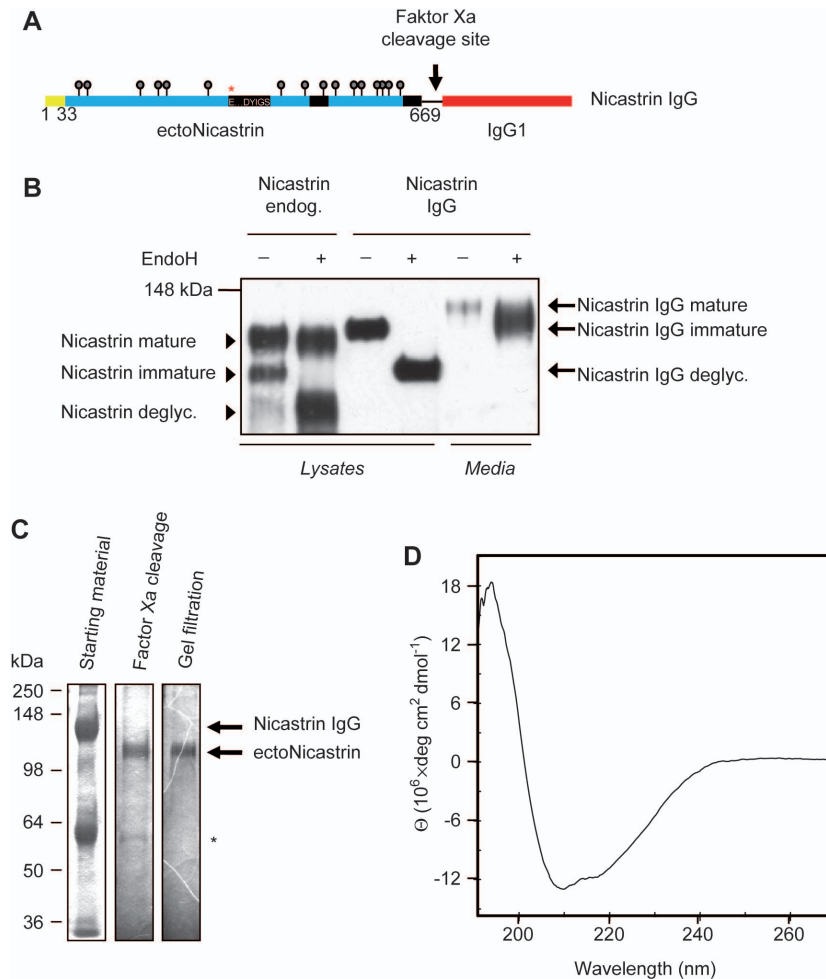 A
Faktor Xa
cleavage site
*
E...DYIGS
Nicastrin IgG
1 33
669
ectoNicastrin
IgG1
B
Nicastrin
endog.
Nicastrin
IgG
EndoH − + − + − +
148 kDa
Nicastrin mature
Nicastrin immature
Nicastrin deglyc.
Nicastrin IgG mature
Nicastrin IgG immature
Nicastrin IgG deglyc.
Lysates
Media
C
Starting material
Factor Xa cleavage
Gel filtration
kDa
250
148
98
64
50
36
Nicastrin IgG
ectoNicastrin
*
D
Θ (10⁶×deg cm² dmol⁻¹)
18
12
6
0
-6
-12
200 220 240 260
Wavelength (nm)